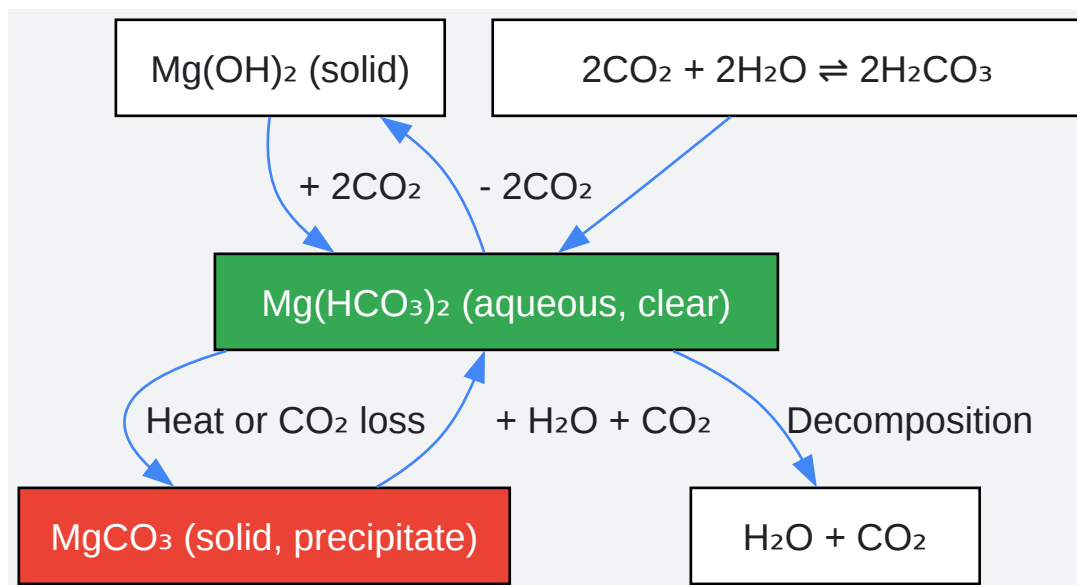 Mg(OH)₂ (solid)
2CO₂ + 2H₂O ⇌ 2H₂CO₃
+ 2CO₂
- 2CO₂
Mg(HCO₃)₂ (aqueous, clear)
Heat or CO₂ loss
+ H₂O + CO₂
Decomposition
MgCO₃ (solid, precipitate)
H₂O + CO₂